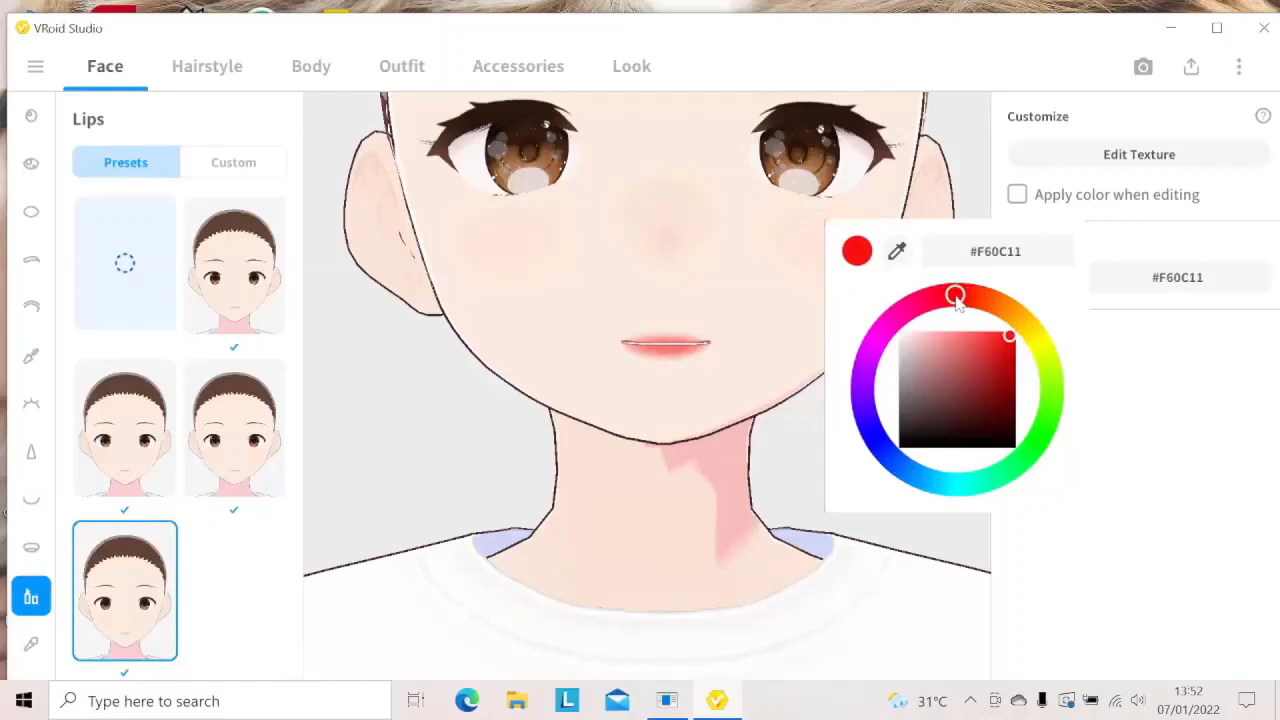 VRoid Studio
Face Hairstyle Body Outfit Accessories Look
Lips
Presets Custom
Customize
Edit Texture
Apply color when editing
#F60C11
#F60C11
Type here to search
L
31°C
13:52
07/01/2022